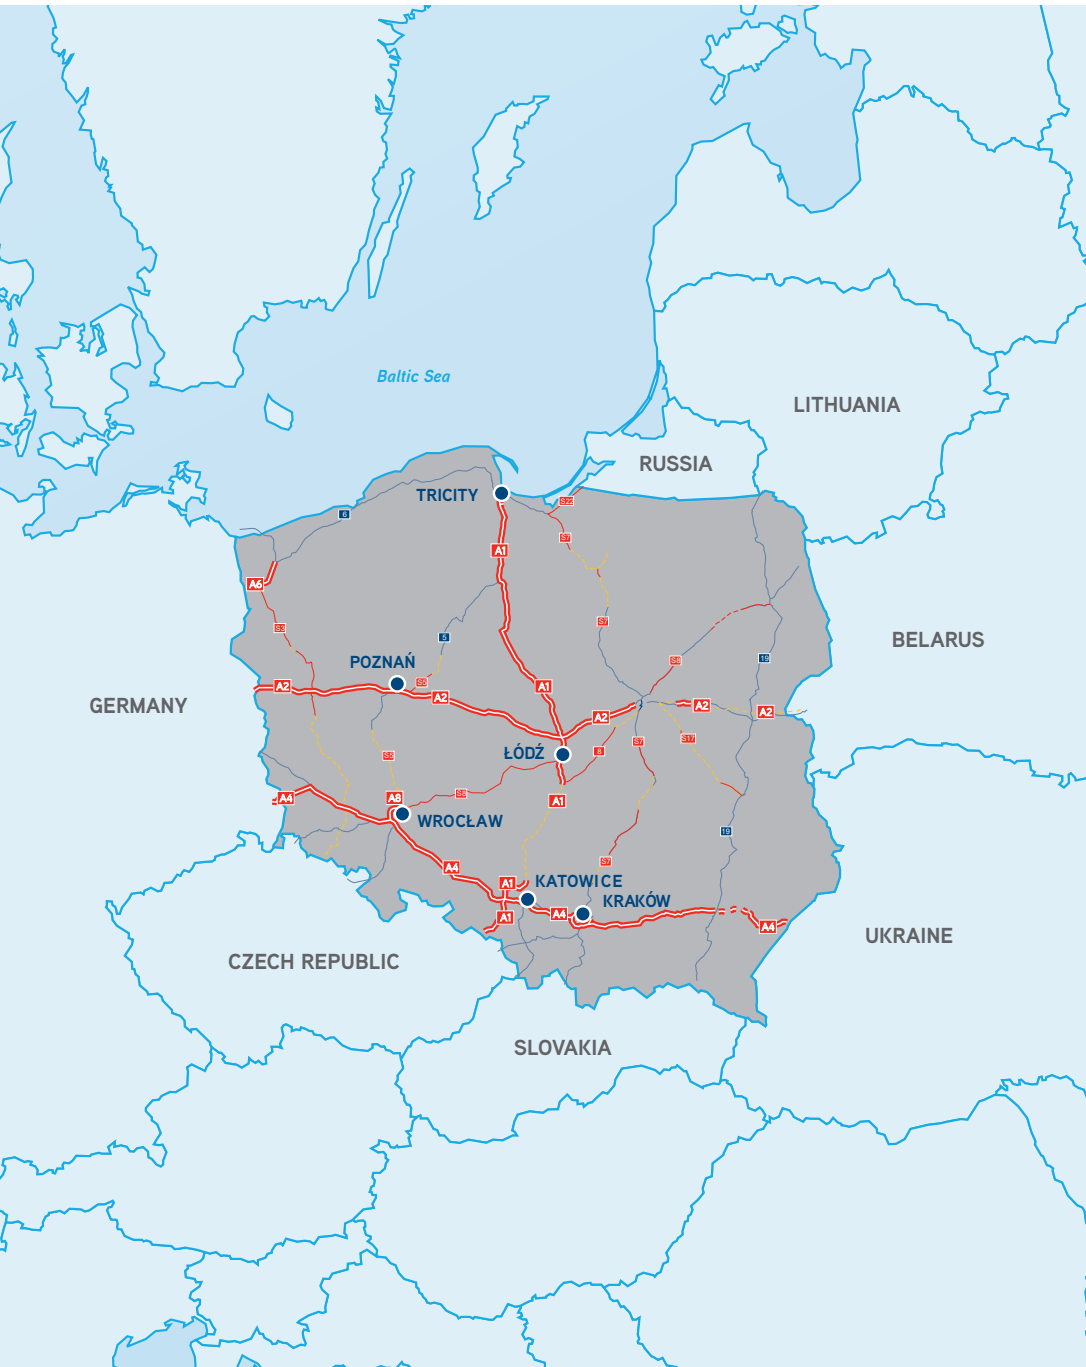 Baltic Sea
LITHUANIA
RUSSIA
TRICITY
S22
6
S7
A1
A6
S3
S7
5
BELARUS
POZNAŃ
S8
19
S5
A2
A1
A2
GERMANY
A2
A2
A2
S7
S17
ŁÓDŹ
8
S5
A4
A8
S8
A1
WROCŁAW
19
A4
S7
A1
KATOWICE
KRAKÓW
A1
A4
A4
UKRAINE
CZECH REPUBLIC
SLOVAKIA